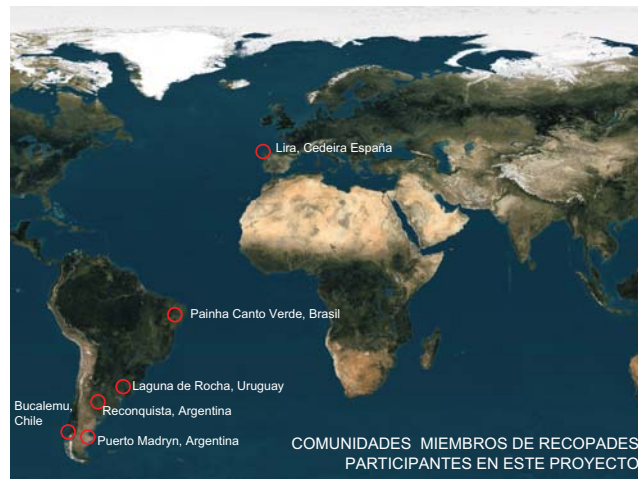 Lira, Cedeira España
Painha Canto Verde, Brasil
Laguna de Rocha, Uruguay
Reconquista, Argentina
Bucalemu,
Chile
Puerto Madryn, Argentina
COMUNIDADES MIEMBROS DE RECOPADES
PARTICIPANTES EN ESTE PROYECTO